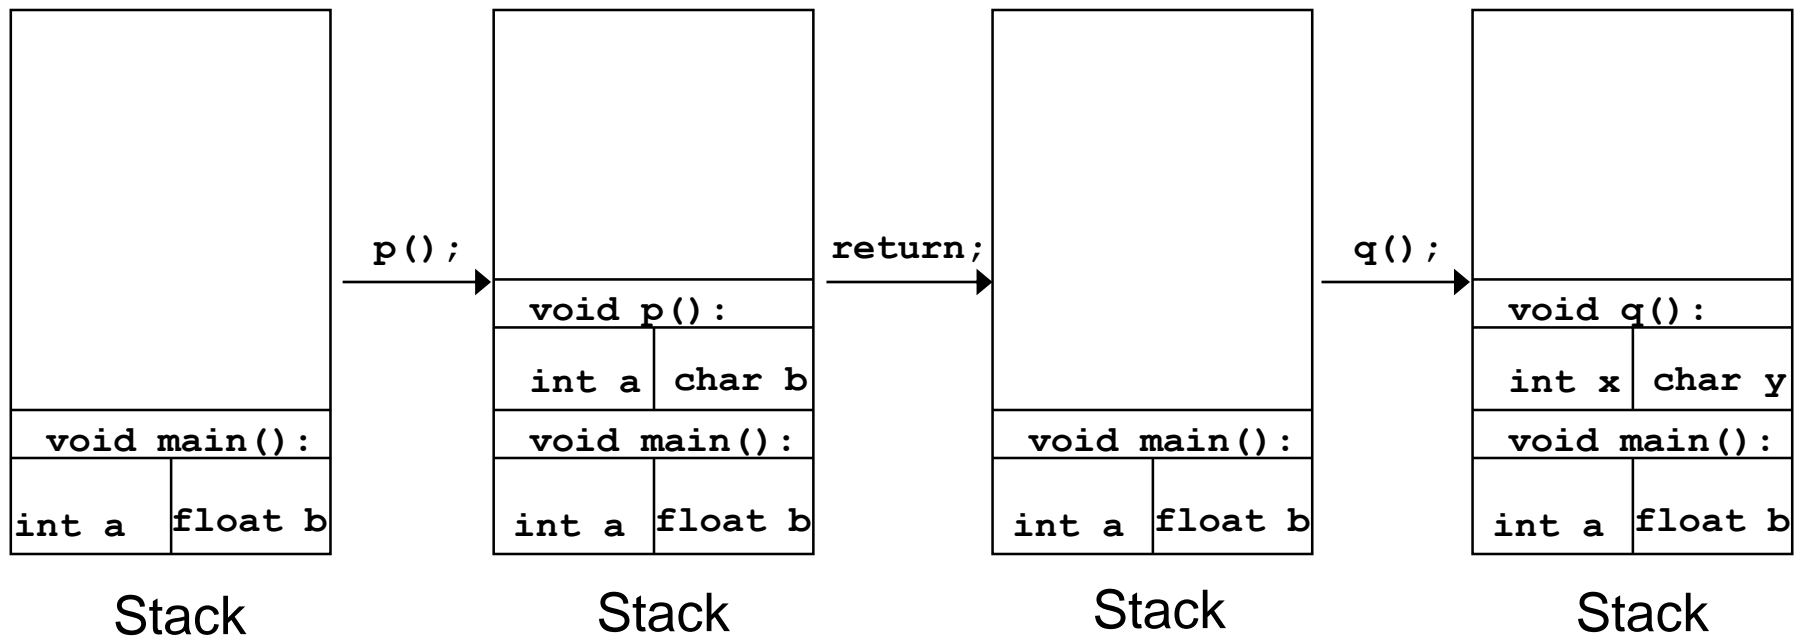 p();
return;
q();
void p():
void q():
int a
char b
int x
char y
void main():
void main():
void main():
void main():
int a
float b
int a
float b
int a
float b
int a
float b
Stack
Stack
Stack
Stack